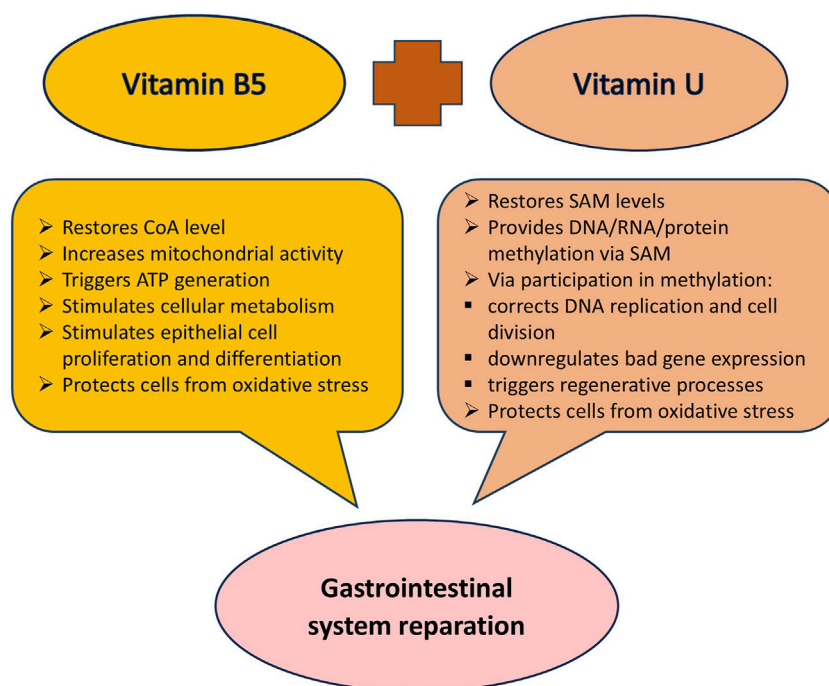 Vitamin B5
Vitamin U
➢ Restores CoA level
➢ Increases mitochondrial activity
➢ Triggers ATP generation
➢ Stimulates cellular metabolism
➢ Stimulates epithelial cell
proliferation and differentiation
➢ Protects cells from oxidative stress
➢ Restores SAM levels
➢ Provides DNA/RNA/protein
methylation via SAM
➢ Via participation in methylation:
▪ corrects DNA replication and cell
division
▪ downregulates bad gene expression
▪ triggers regenerative processes
➢ Protects cells from oxidative stress
Gastrointestinal
system reparation